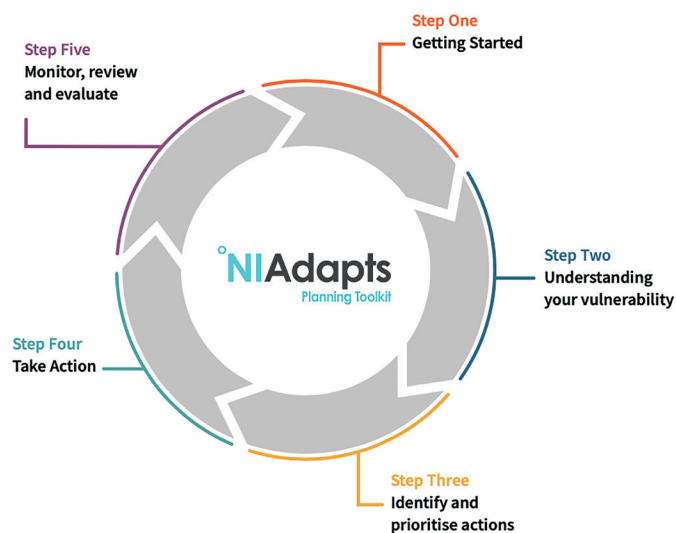 Step One
Getting Started
Step Two
Understanding
your vulnerability
Step Three
Identify and
prioritise actions
Step Four
Take Action
Step Five
Monitor, review
and evaluate
°NIAdapts
Planning Toolkit